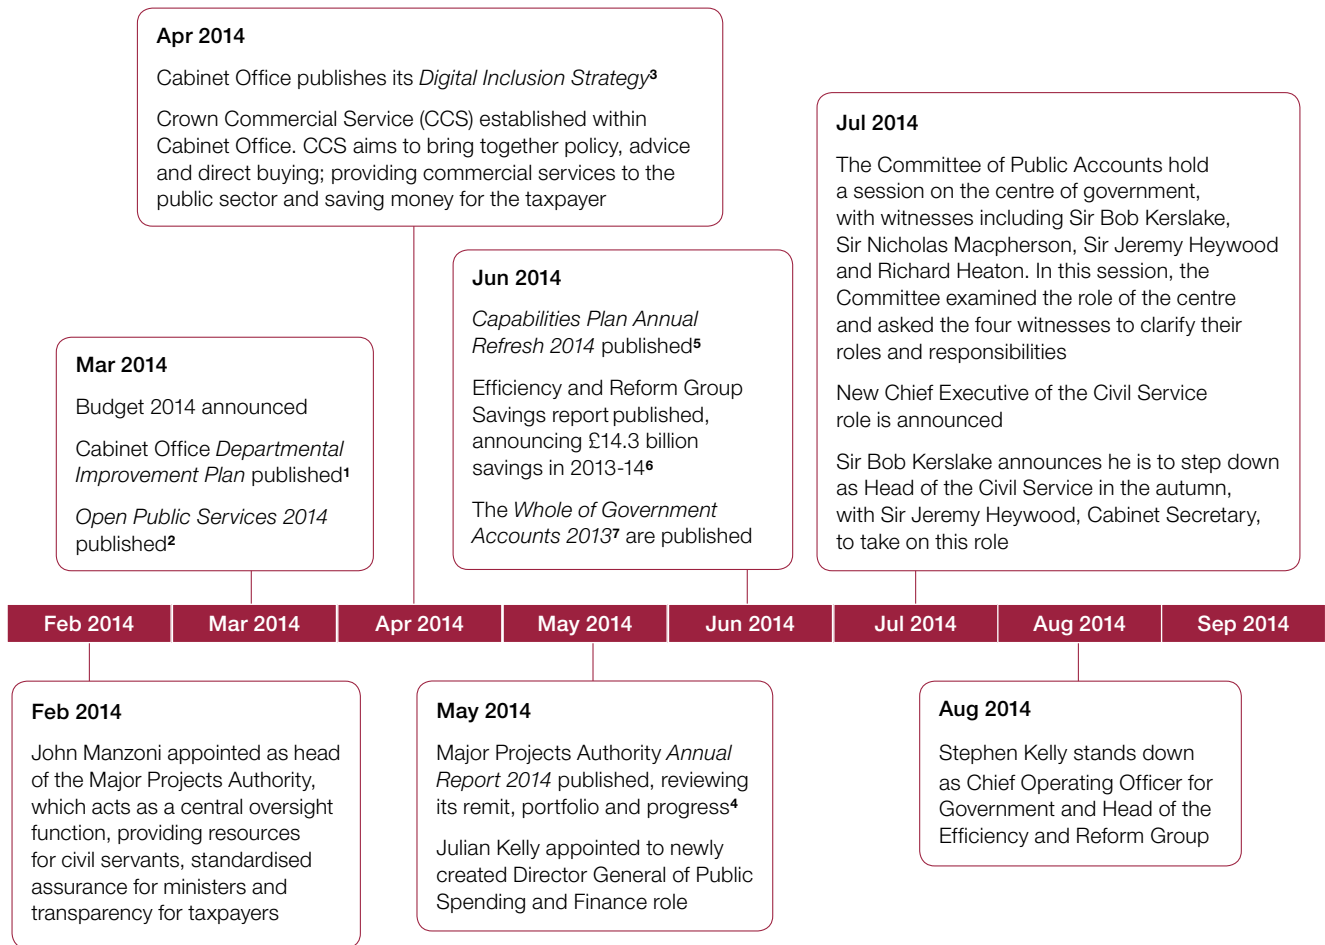 Apr 2014
Cabinet Office publishes its Digital Inclusion Strategy³
Crown Commercial Service (CCS) established within
Cabinet Office. CCS aims to bring together policy, advice
and direct buying; providing commercial services to the
public sector and saving money for the taxpayer
Jul 2014
The Committee of Public Accounts hold
a session on the centre of government,
with witnesses including Sir Bob Kerslake,
Sir Nicholas Macpherson, Sir Jeremy Heywood
and Richard Heaton. In this session, the
Committee examined the role of the centre
and asked the four witnesses to clarify their
roles and responsibilities
New Chief Executive of the Civil Service
role is announced
Sir Bob Kerslake announces he is to step down
as Head of the Civil Service in the autumn,
with Sir Jeremy Heywood, Cabinet Secretary,
to take on this role
Jun 2014
Capabilities Plan Annual
Refresh 2014 published⁵
Efficiency and Reform Group
Savings report published,
announcing £14.3 billion
savings in 2013-14⁶
The Whole of Government
Accounts 2013⁷ are published
Mar 2014
Budget 2014 announced
Cabinet Office Departmental
Improvement Plan published¹
Open Public Services 2014
published²
Feb 2014 Mar 2014 Apr 2014 May 2014 Jun 2014 Jul 2014 Aug 2014 Sep 2014
Feb 2014
John Manzoni appointed as head
of the Major Projects Authority,
which acts as a central oversight
function, providing resources
for civil servants, standardised
assurance for ministers and
transparency for taxpayers
May 2014
Major Projects Authority Annual
Report 2014 published, reviewing
its remit, portfolio and progress⁴
Julian Kelly appointed to newly
created Director General of Public
Spending and Finance role
Aug 2014
Stephen Kelly stands down
as Chief Operating Officer for
Government and Head of the
Efficiency and Reform Group